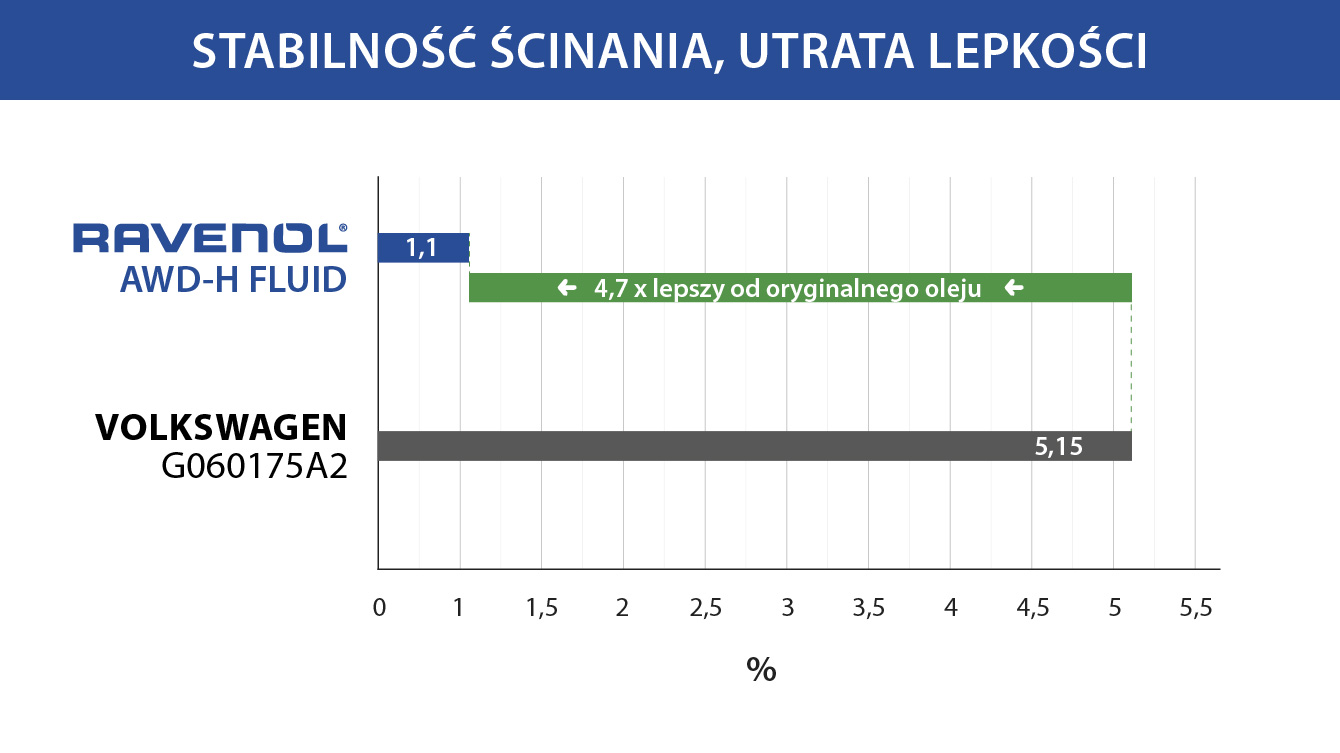 STABILNOŚĆ ŚCINANIA, UTRATA LEPKOŚCI
RAVENOL®
AWD-H FLUID
1,1
4,7 x lepszy od oryginalnego oleju
VOLKSWAGEN
G060175A2
5,15
0 1 1,5 2 2,5 3 3,5 4 4,5 5 5,5
%